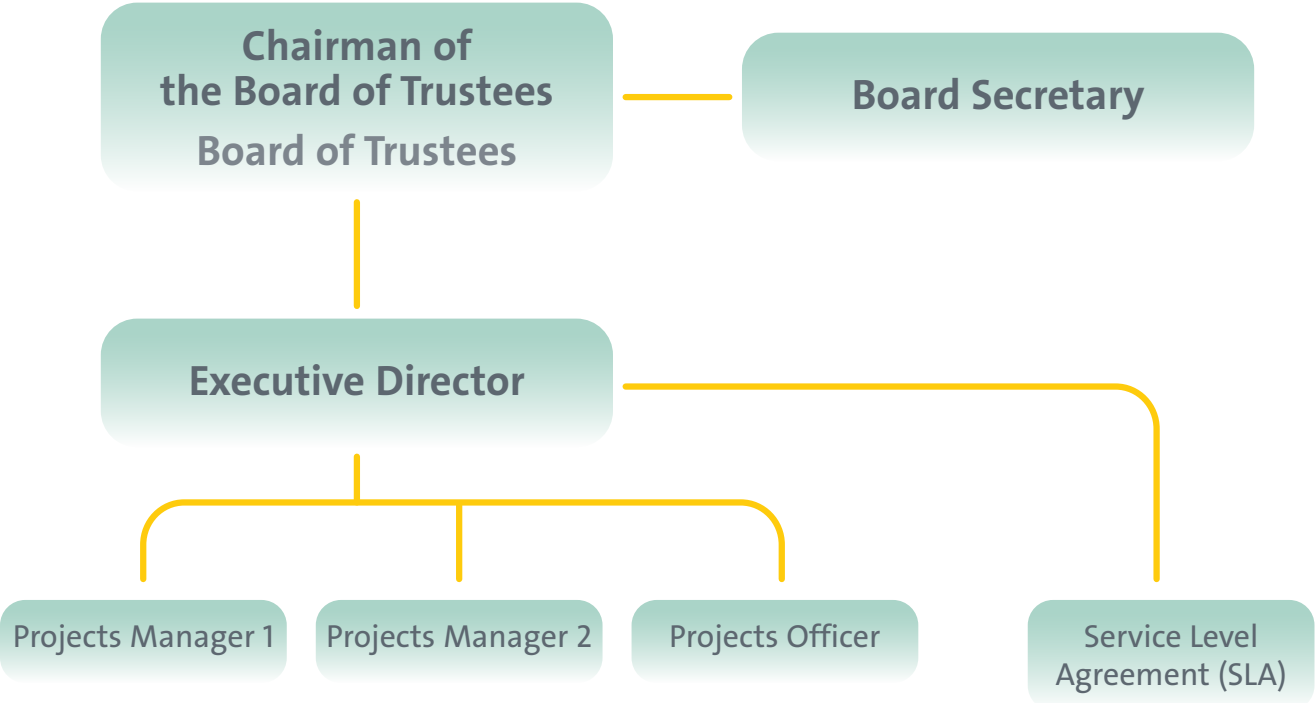 Chairman of
the Board of Trustees
Board of Trustees
Board Secretary
Executive Director
Projects Manager 1
Projects Manager 2
Projects Officer
Service Level
Agreement (SLA)